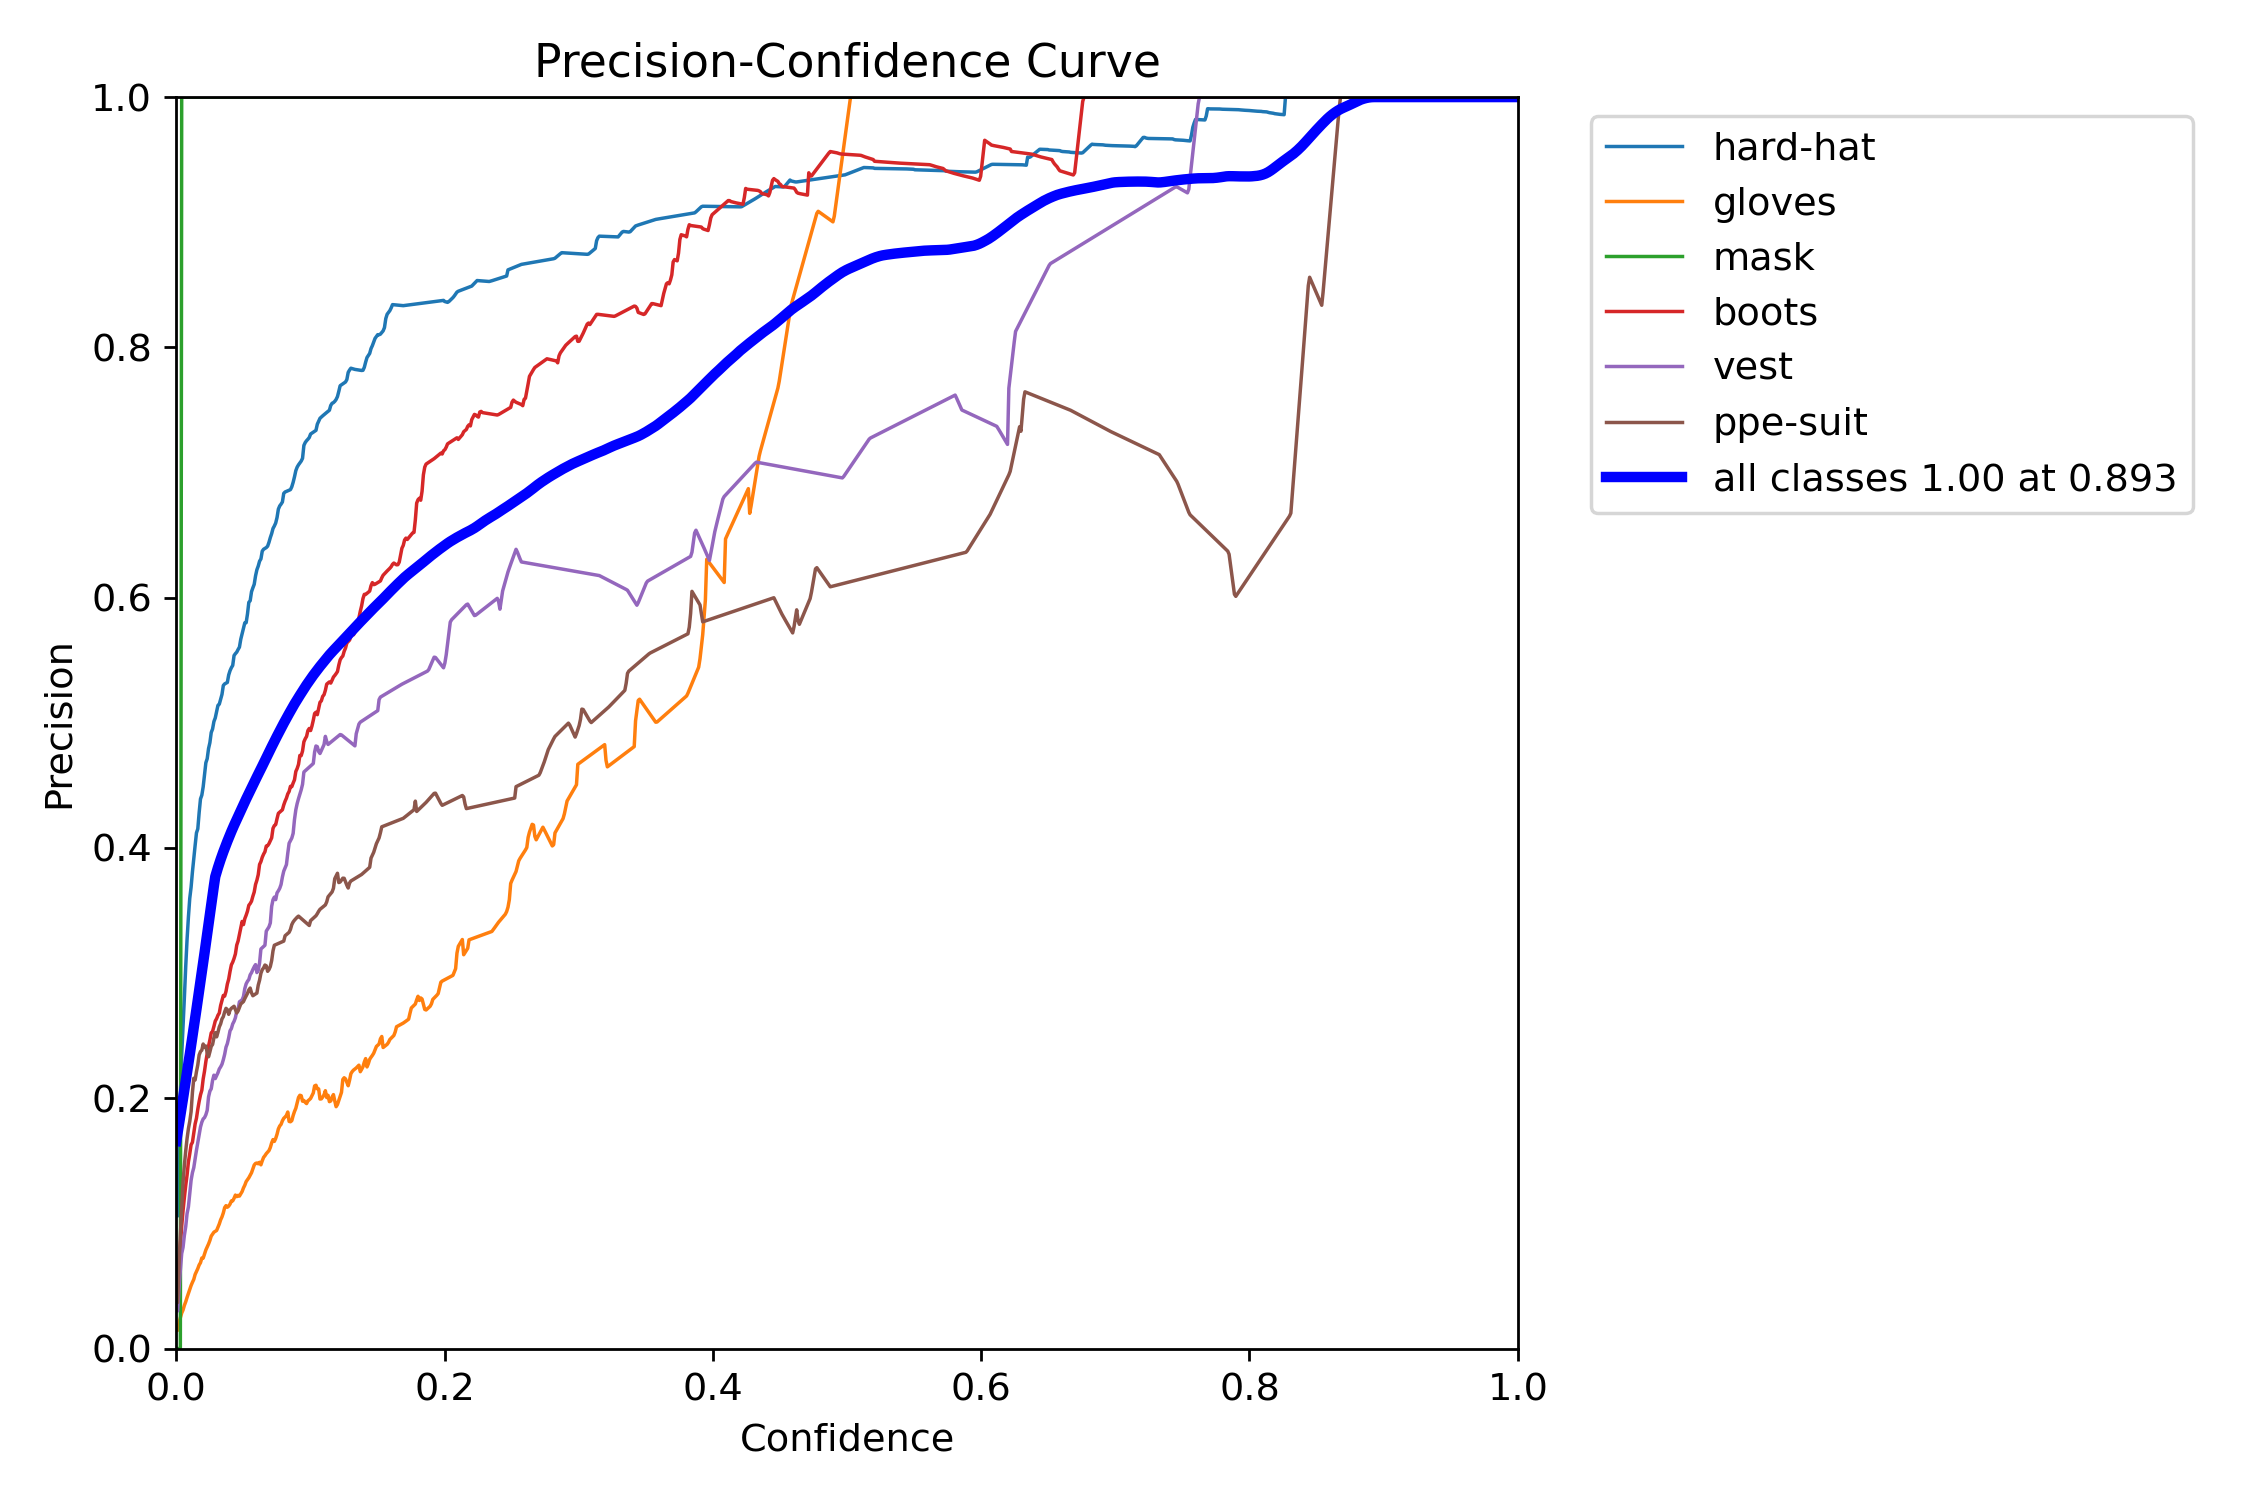 Precision-Confidence Curve
1.0
0.8
0.6
0.4
0.2
0.0
Precision
0.0 0.2 0.4 0.6 0.8 1.0
Confidence
hard-hat
gloves
mask
boots
vest
ppe-suit
all classes 1.00 at 0.893